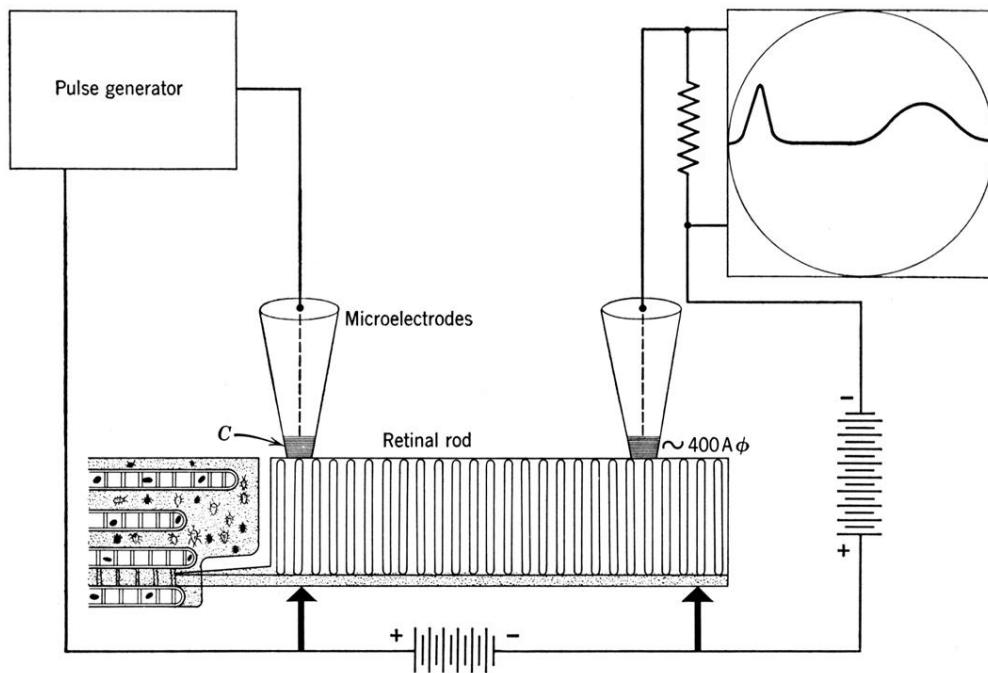 Pulse generator
Microelectrodes
C
Retinal rod
~400Aϕ
-
+
+
-